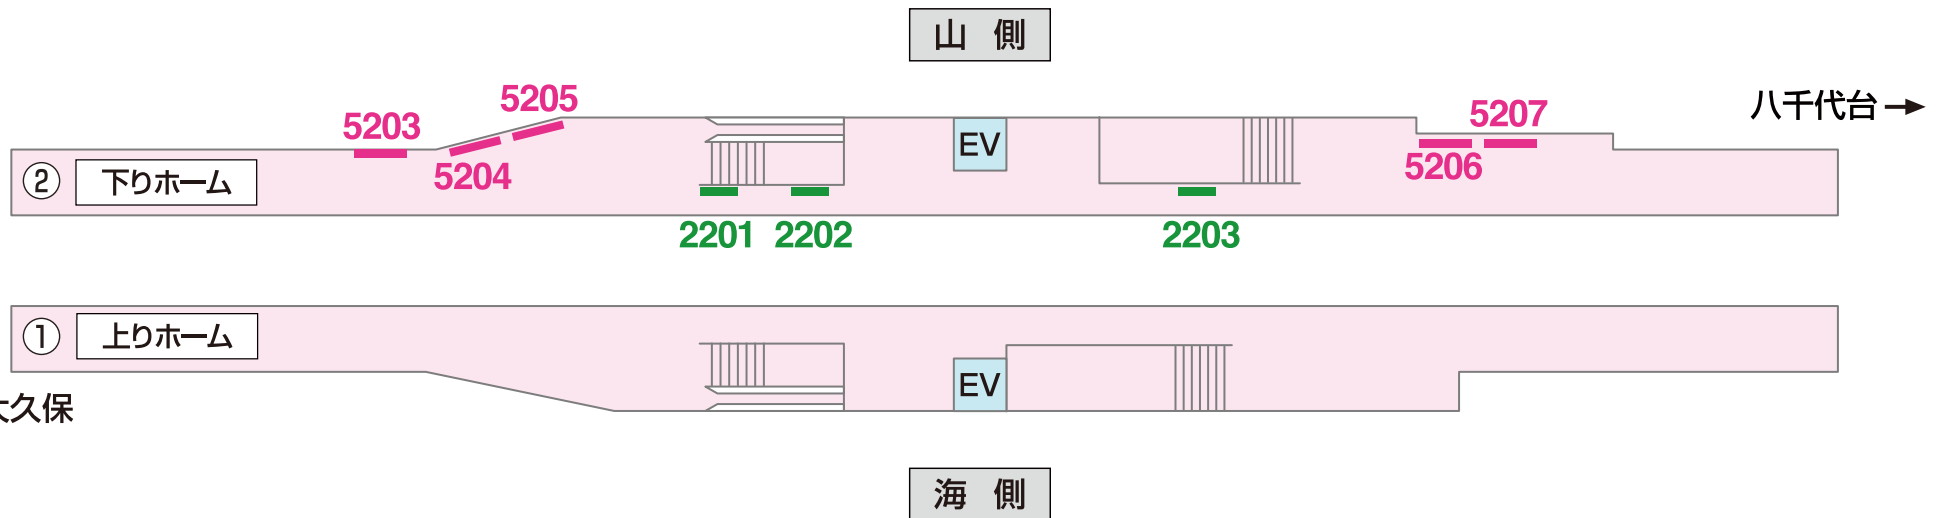 山 側
八千代台
5205
5203
5207
5204
5206
EV
② 下りホーム
2201
2202
2203
① 上りホーム
EV
大久保
海 側